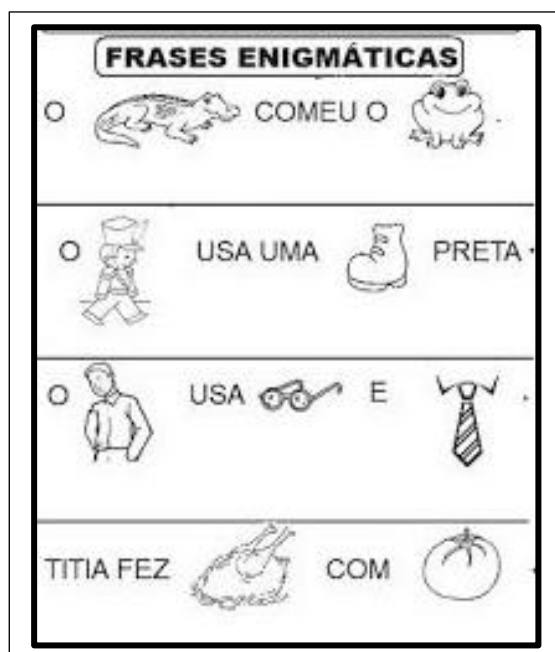 FRASES ENIGMÁTICAS
O COMEU O .
O USA UMA PRETA .
O USA E .
TITIA FEZ COM .